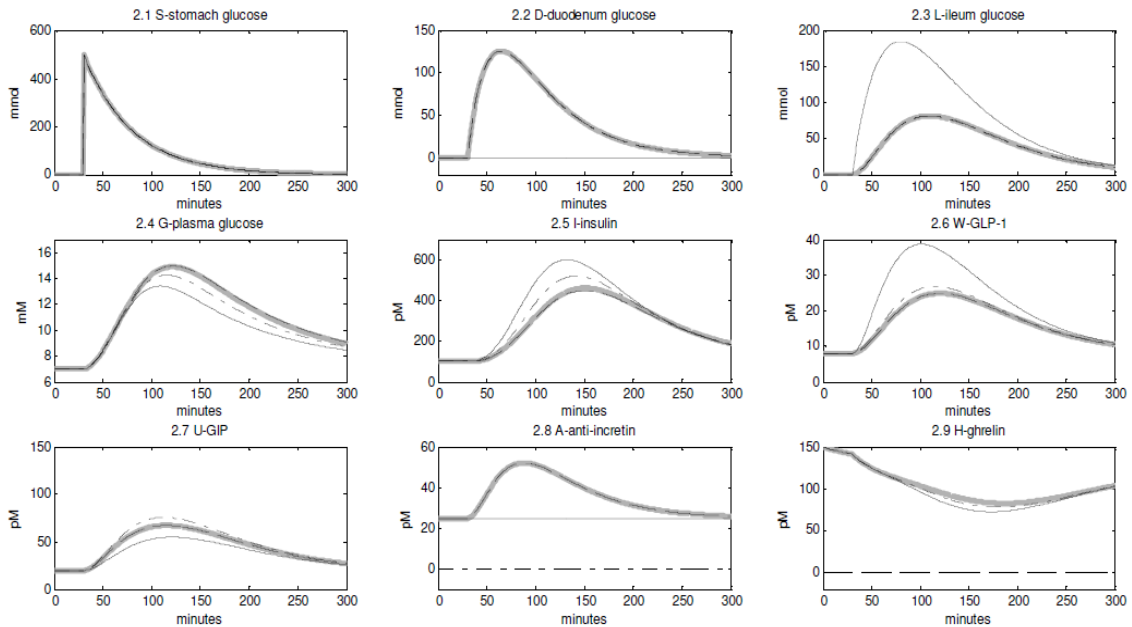 2.1 S-stomach glucose
600
400
200
0
mmol
0 50 100 150 200 250 300
minutes
2.2 D-duodenum glucose
150
100
50
0
mmol
0 50 100 150 200 250 300
minutes
2.3 L-ileum glucose
200
150
100
50
0
mmol
0 50 100 150 200 250 300
minutes
2.4 G-plasma glucose
16
14
12
10
8
6
mM
0 50 100 150 200 250 300
minutes
2.5 I-insulin
600
400
200
0
pM
0 50 100 150 200 250 300
minutes
2.6 W-GLP-1
40
30
20
10
0
pM
0 50 100 150 200 250 300
minutes
2.7 U-GIP
150
100
50
0
pM
0 50 100 150 200 250 300
minutes
2.8 A-anti-incretin
60
40
20
0
pM
0 50 100 150 200 250 300
minutes
2.9 H-ghrelin
150
100
50
0
pM
0 50 100 150 200 250 300
minutes